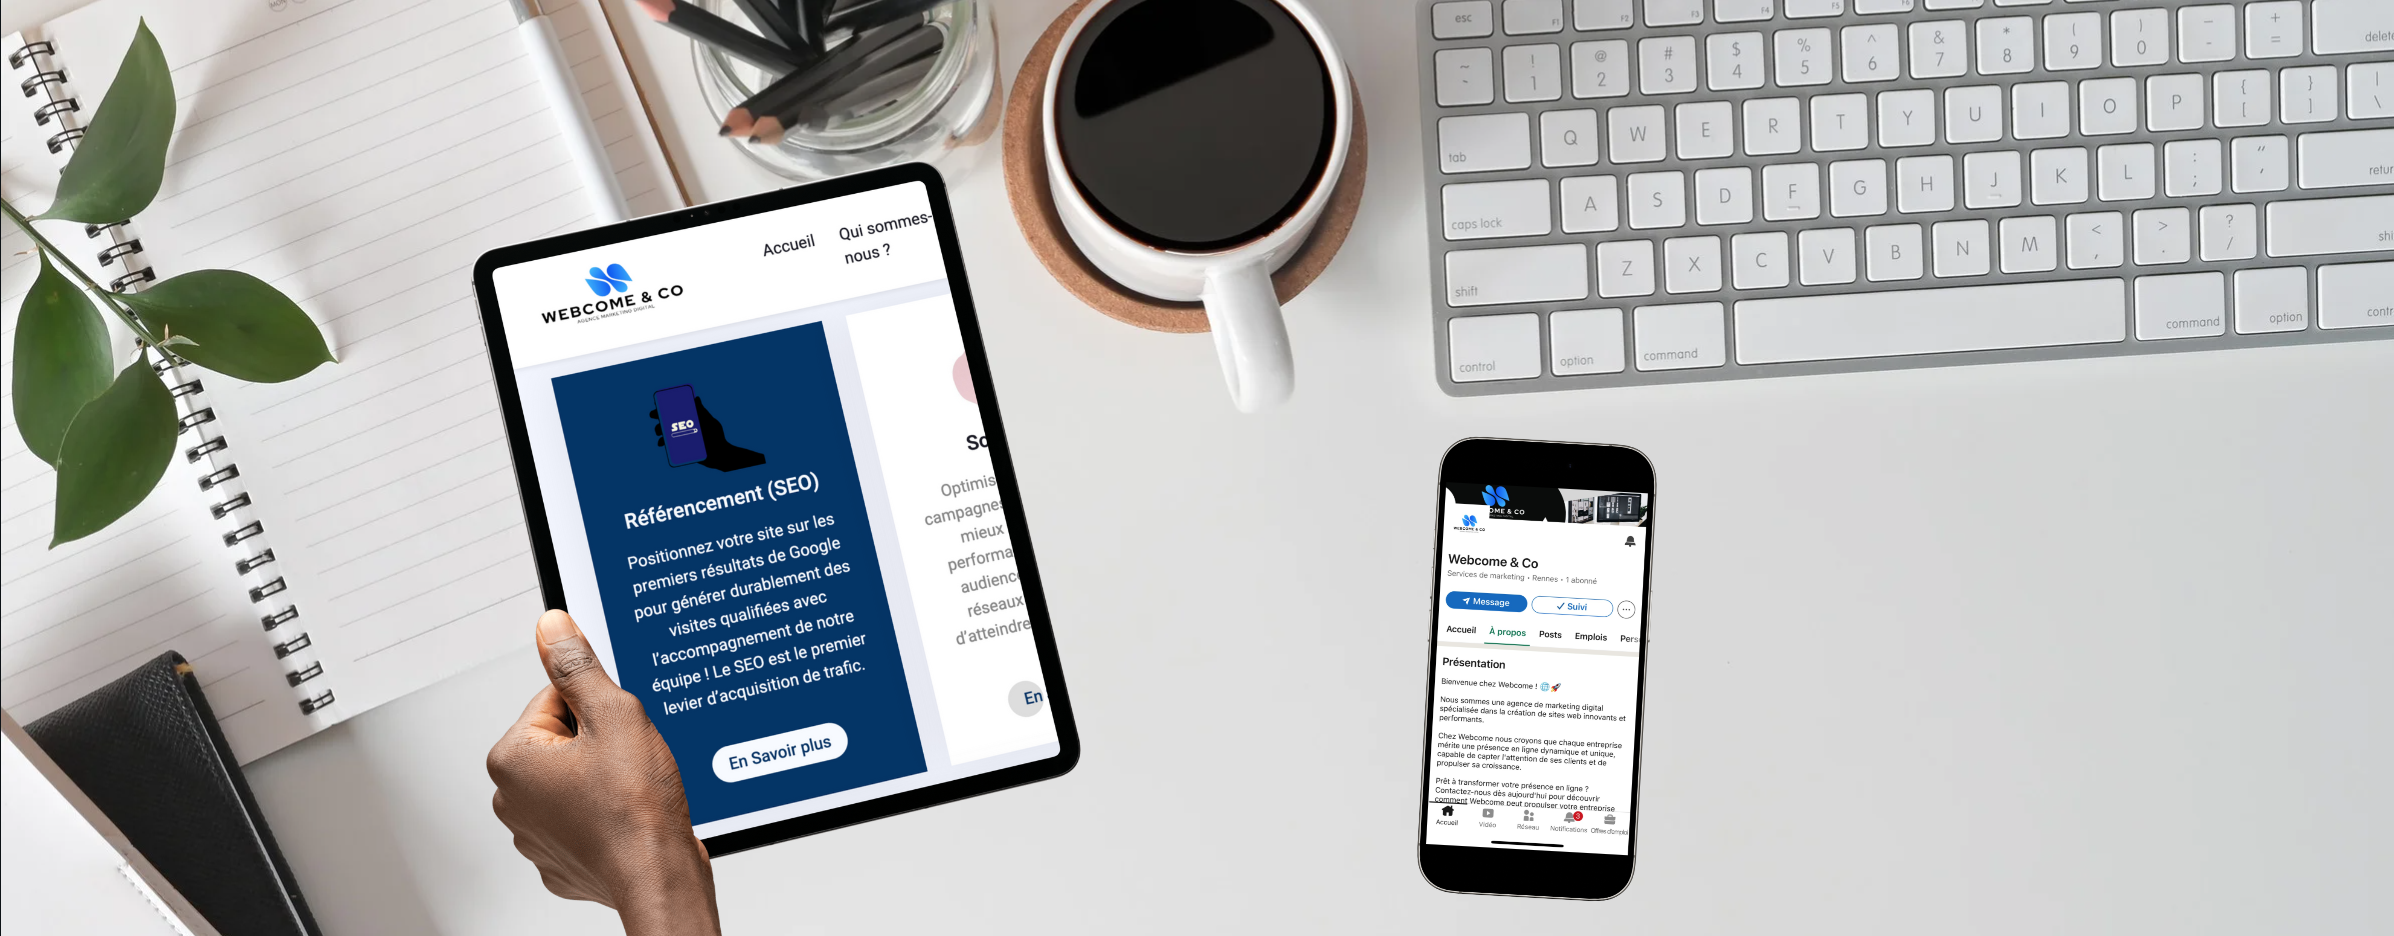 Accueil
Qui sommes-
nous ?
WEBCOME & CO
AGENCE MARKETING DIGITAL
SEO
Référencement (SEO)
Positionnez votre site sur les
premiers résultats de Google
pour générer durablement des
visites qualifiées avec
l'accompagnement de notre
équipe ! Le SEO est le premier
levier d'acquisition de trafic.
En Savoir plus
So
Optimis
campagnes
mieux
performa
audienc
réseaux
d'atteindre
En
esc F1 F2 F3 F4 F5 F6
~ ! @ # $ % ^ & * ( ) _ +
` 1 2 3 4 5 6 7 8 9 0 - = delete
tab Q W E R T Y U I O P { [ } ] | \
caps lock A S D F G H J K L : ; " ' retur
shift Z X C V B N M < , > . ? / shi
control option command command option contr
OME & CO
WEBCOME & CO
Webcome & Co
Services de marketing • Rennes • 1 abonné
Message
Suivi
Accueil À propos Posts Emplois Pers
Présentation
Bienvenue chez Webcome !
Nous sommes une agence de marketing digital
spécialisée dans la création de sites web innovants et
performants.
Chez Webcome nous croyons que chaque entreprise
mérite une présence en ligne dynamique et unique,
capable de capter l'attention de ses clients et de
propulser sa croissance.
Prêt à transformer votre présence en ligne ?
Contactez-nous dès aujourd'hui pour découvrir
comment Webcome peut propulser votre entreprise
3
Accueil Vidéo Réseau Notifications Offres d'emploi